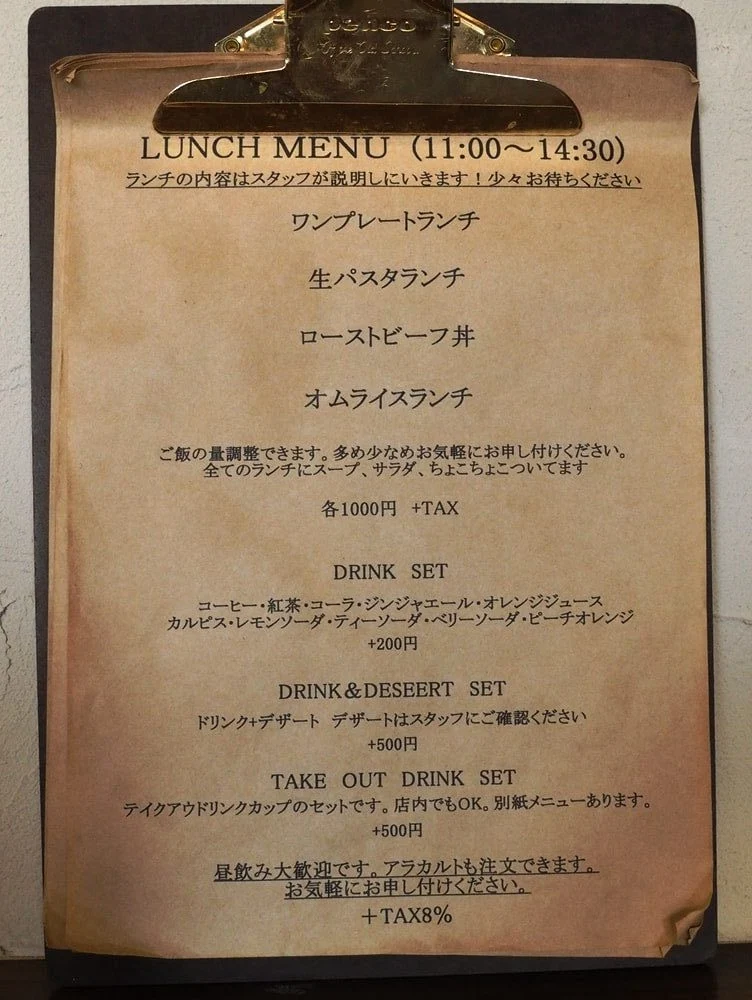 penco
LUNCH MENU (11:00～14:30)
ランチの内容はスタッフが説明しにいきます！少々お待ちください
ワンプレートランチ
生パスタランチ
ローストビーフ丼
オムライスランチ
ご飯の量調整できます。多め少なめお気軽にお申し付けください。
全てのランチにスープ、サラダ、ちょこちょこついてます
各1000円 +TAX
DRINK SET
コーヒー・紅茶・コーラ・ジンジャエール・オレンジジュース
カルピス・レモンソーダ・ティーソーダ・ベリーソーダ・ピーチオレンジ
+200円
DRINK&DESEERT SET
ドリンク+デザート デザートはスタッフにご確認ください
+500円
TAKE OUT DRINK SET
テイクアウドリンクカップのセットです。店内でもOK。別紙メニューあります。
+500円
昼飲み大歓迎です。アラカルトも注文できます。
お気軽にお申し付けください。
＋TAX8%